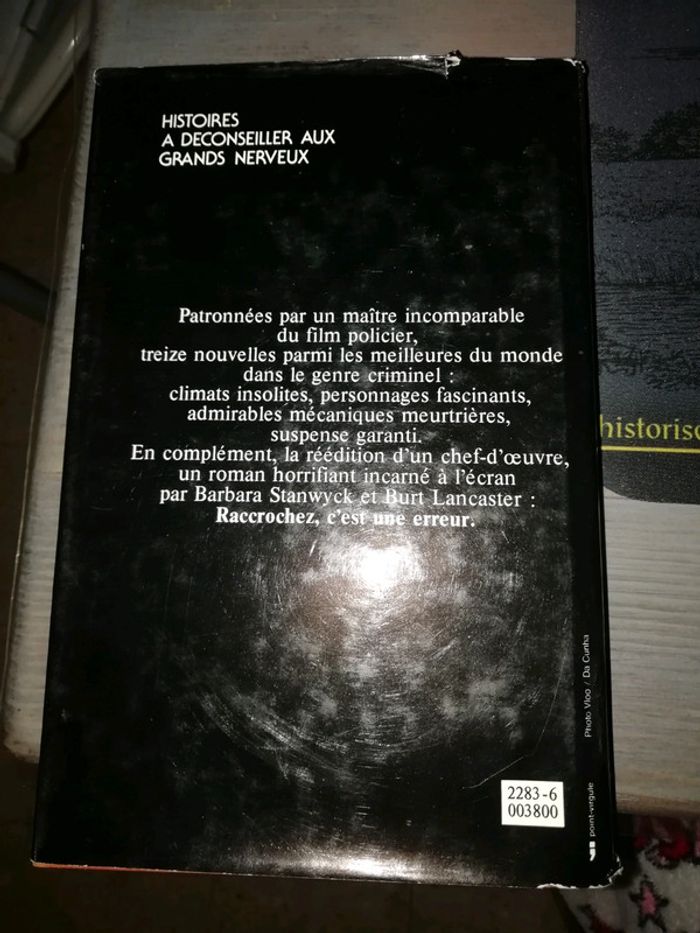 HISTOIRES
A DECONSEILLER AUX
GRANDS NERVEUX
Patronnées par un maître incomparable
du film policier,
treize nouvelles parmi les meilleures du monde
dans le genre criminel :
climats insolites, personnages fascinants,
admirables mécaniques meurtrières,
suspense garanti.
En complément, la réédition d'un chef-d'œuvre,
un roman horrifiant incarné à l'écran
par Barbara Stanwyck et Burt Lancaster :
Raccrochez, c'est une erreur.
historisc
Photo Vloo / Da Cunha
point-virgule
2283-6
003800